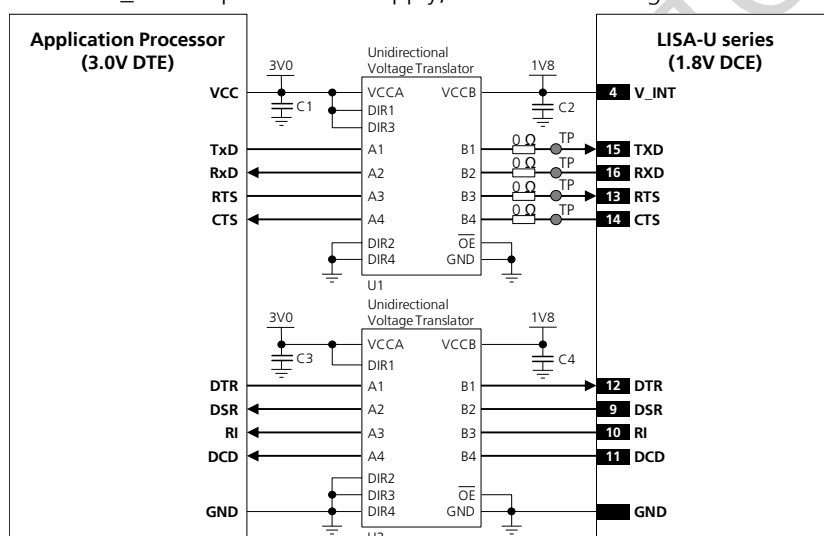 Application Processor
(3.0V DTE)
LISA-U series
(1.8V DCE)
Unidirectional
Voltage Translator
3V0
1V8
VCC
VCCA
VCCB
4 V_INT
C1
DIR1
C2
DIR3
0 Ω TP
TxD
A1
B1
15 TXD
0 Ω TP
RxD
A2
B2
16 RXD
0 Ω TP
RTS
A3
B3
13 RTS
0 Ω TP
CTS
A4
B4
14 CTS
DIR2
OE
DIR4
GND
U1
Unidirectional
Voltage Translator
3V0
1V8
VCCA
VCCB
C3
DIR1
C4
DTR
A1
B1
12 DTR
DSR
A2
B2
9 DSR
RI
A3
B3
10 RI
DCD
A4
B4
11 DCD
DIR2
DIR3
OE
GND
DIR4
GND
GND